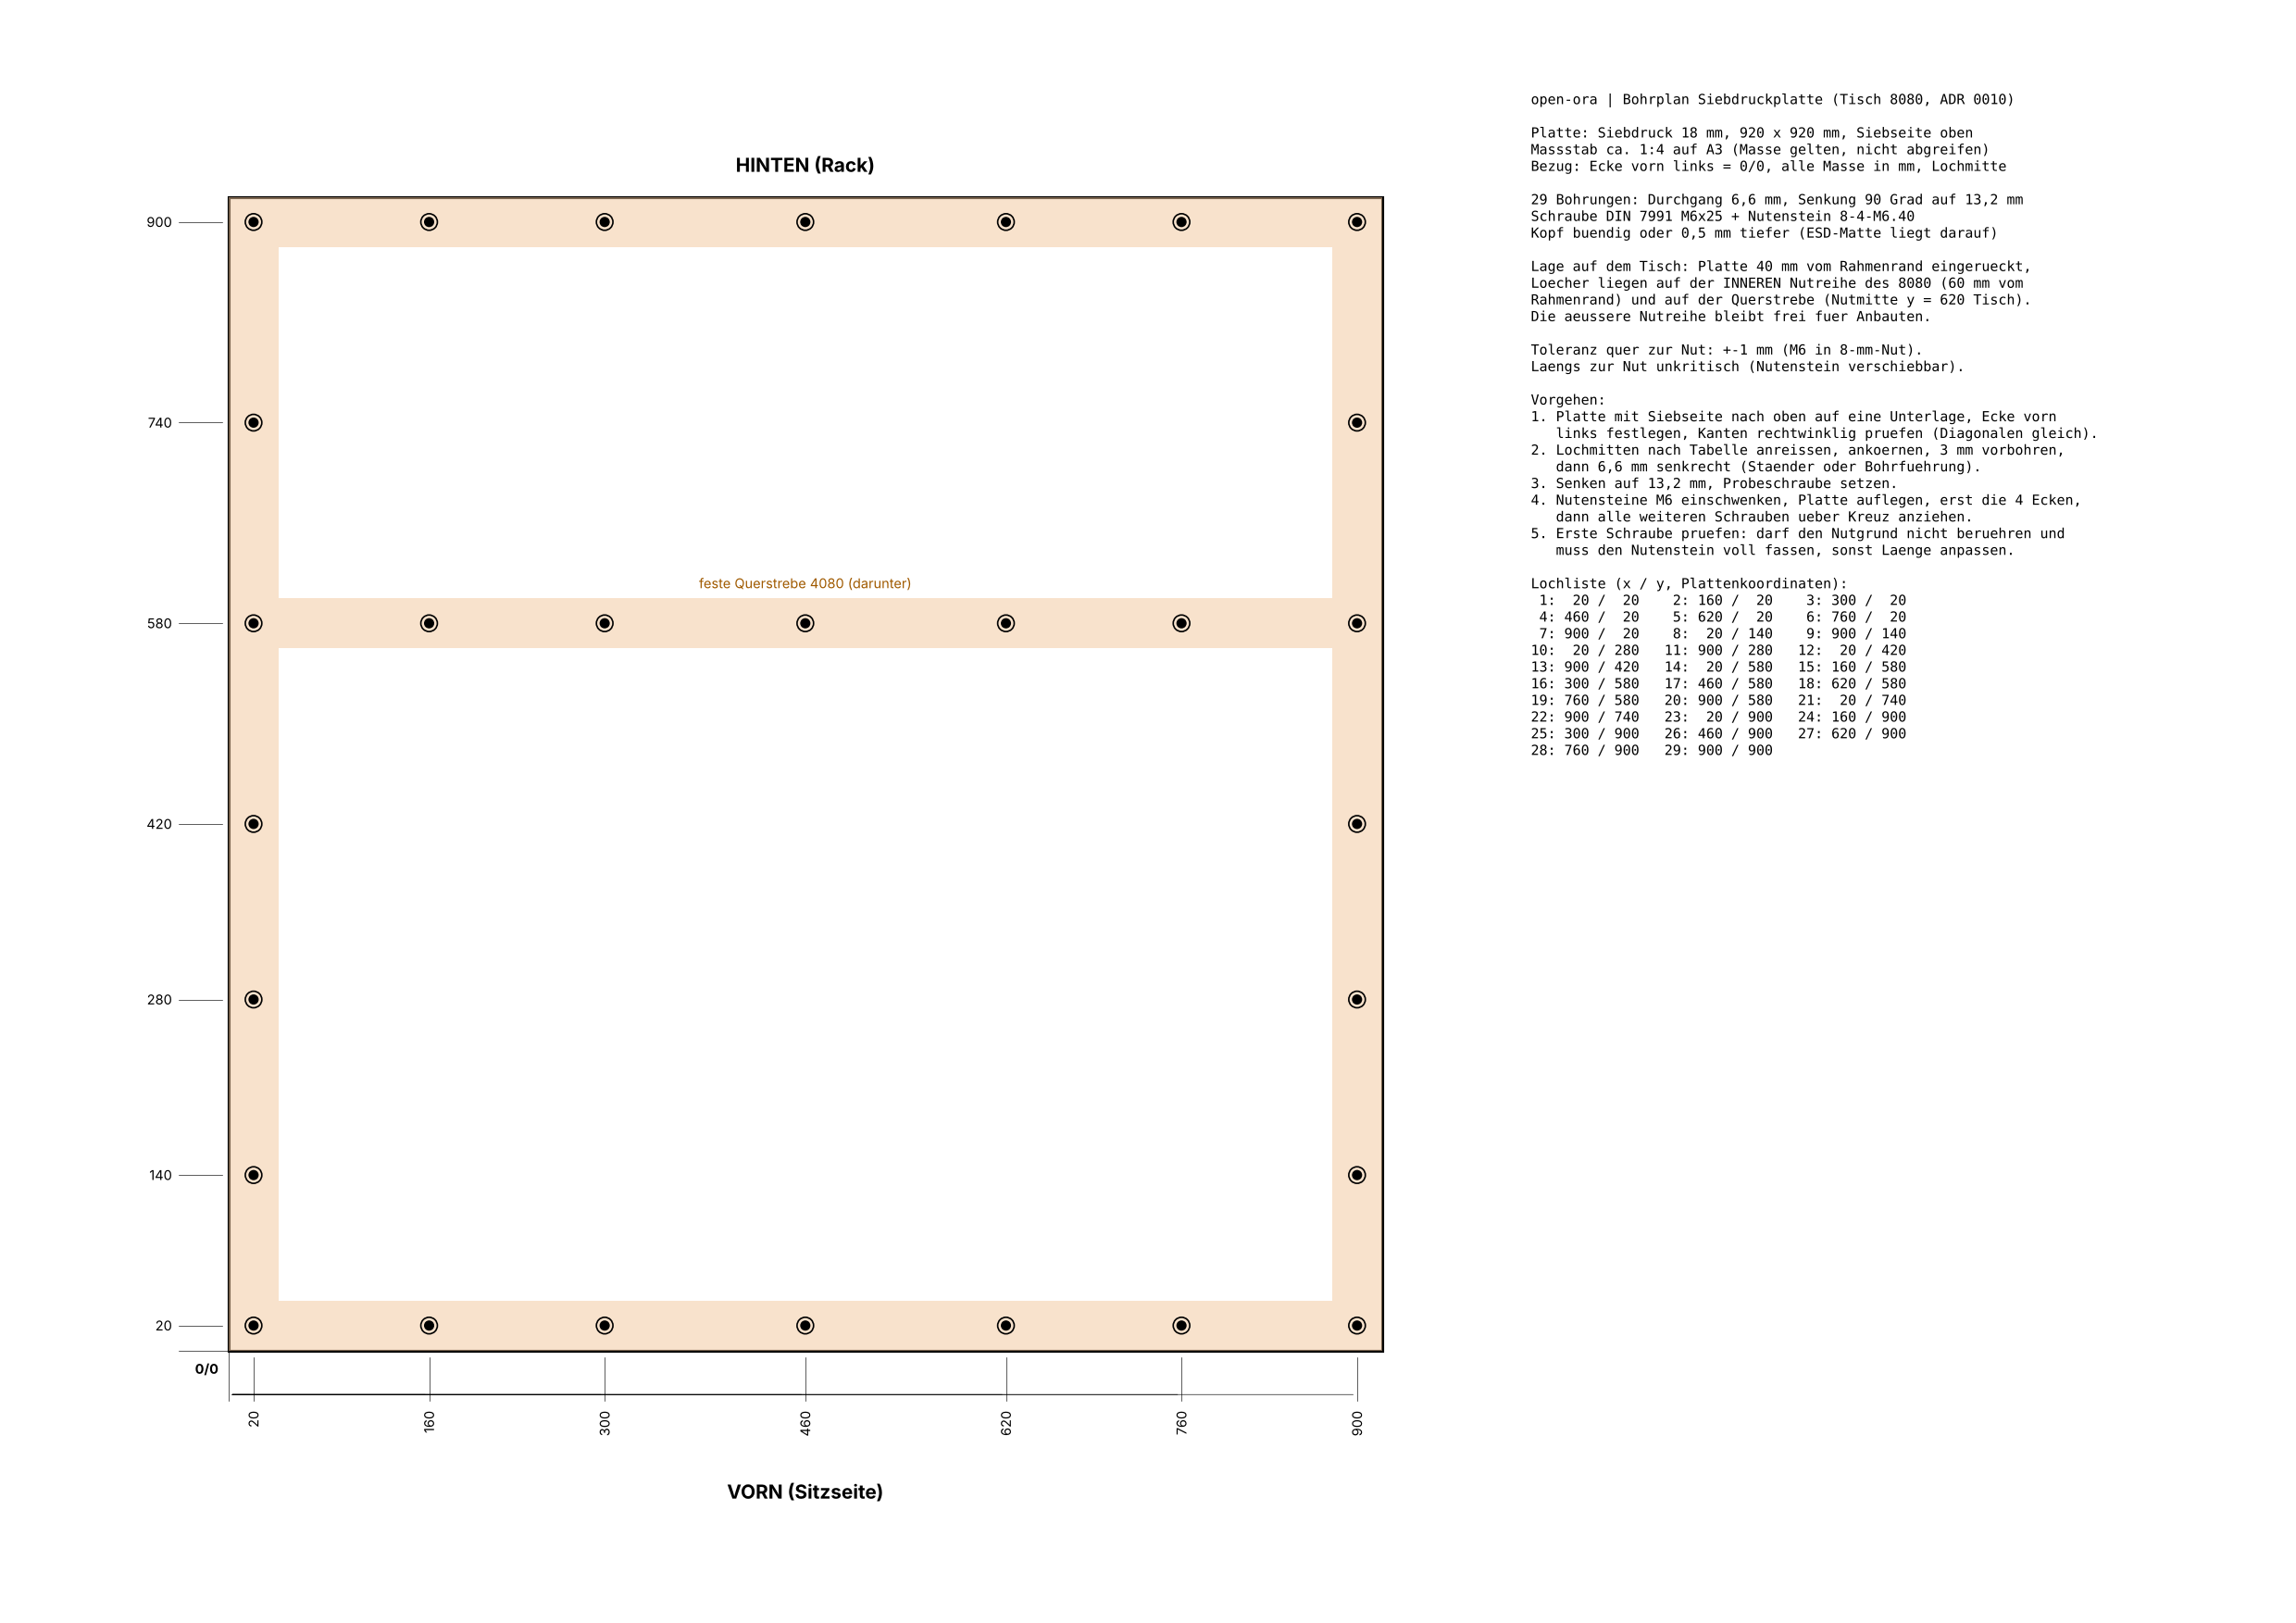 HINTEN (Rack)
900
740
580
420
280
140
20
0/0
feste Querstrebe 4080 (darunter)
20
160
300
460
620
760
900
VORN (Sitzseite)
open-ora | Bohrplan Siebdruckplatte (Tisch 8080, ADR 0010)
Platte: Siebdruck 18 mm, 920 x 920 mm, Siebseite oben
Massstab ca. 1:4 auf A3 (Masse gelten, nicht abgreifen)
Bezug: Ecke vorn links = 0/0, alle Masse in mm, Lochmitte
29 Bohrungen: Durchgang 6,6 mm, Senkung 90 Grad auf 13,2 mm
Schraube DIN 7991 M6x25 + Nutenstein 8-4-M6.40
Kopf buendig oder 0,5 mm tiefer (ESD-Matte liegt darauf)
Lage auf dem Tisch: Platte 40 mm vom Rahmenrand eingerueckt,
Loecher liegen auf der INNEREN Nutreihe des 8080 (60 mm vom
Rahmenrand) und auf der Querstrebe (Nutmitte y = 620 Tisch).
Die aeussere Nutreihe bleibt frei fuer Anbauten.
Toleranz quer zur Nut: +-1 mm (M6 in 8-mm-Nut).
Laengs zur Nut unkritisch (Nutenstein verschiebbar).
Vorgehen:
1. Platte mit Siebseite nach oben auf eine Unterlage, Ecke vorn
links festlegen, Kanten rechtwinklig pruefen (Diagonalen gleich).
2. Lochmitten nach Tabelle anreissen, ankoernen, 3 mm vorbohren,
dann 6,6 mm senkrecht (Staender oder Bohrfuehrung).
3. Senken auf 13,2 mm, Probeschraube setzen.
4. Nutensteine M6 einschwenken, Platte auflegen, erst die 4 Ecken,
dann alle weiteren Schrauben ueber Kreuz anziehen.
5. Erste Schraube pruefen: darf den Nutgrund nicht beruehren und
muss den Nutenstein voll fassen, sonst Laenge anpassen.
Lochliste (x / y, Plattenkoordinaten):
1: 20 / 20 2: 160 / 20 3: 300 / 20
4: 460 / 20 5: 620 / 20 6: 760 / 20
7: 900 / 20 8: 20 / 140 9: 900 / 140
10: 20 / 280 11: 900 / 280 12: 20 / 420
13: 900 / 420 14: 20 / 580 15: 160 / 580
16: 300 / 580 17: 460 / 580 18: 620 / 580
19: 760 / 580 20: 900 / 580 21: 20 / 740
22: 900 / 740 23: 20 / 900 24: 160 / 900
25: 300 / 900 26: 460 / 900 27: 620 / 900
28: 760 / 900 29: 900 / 900